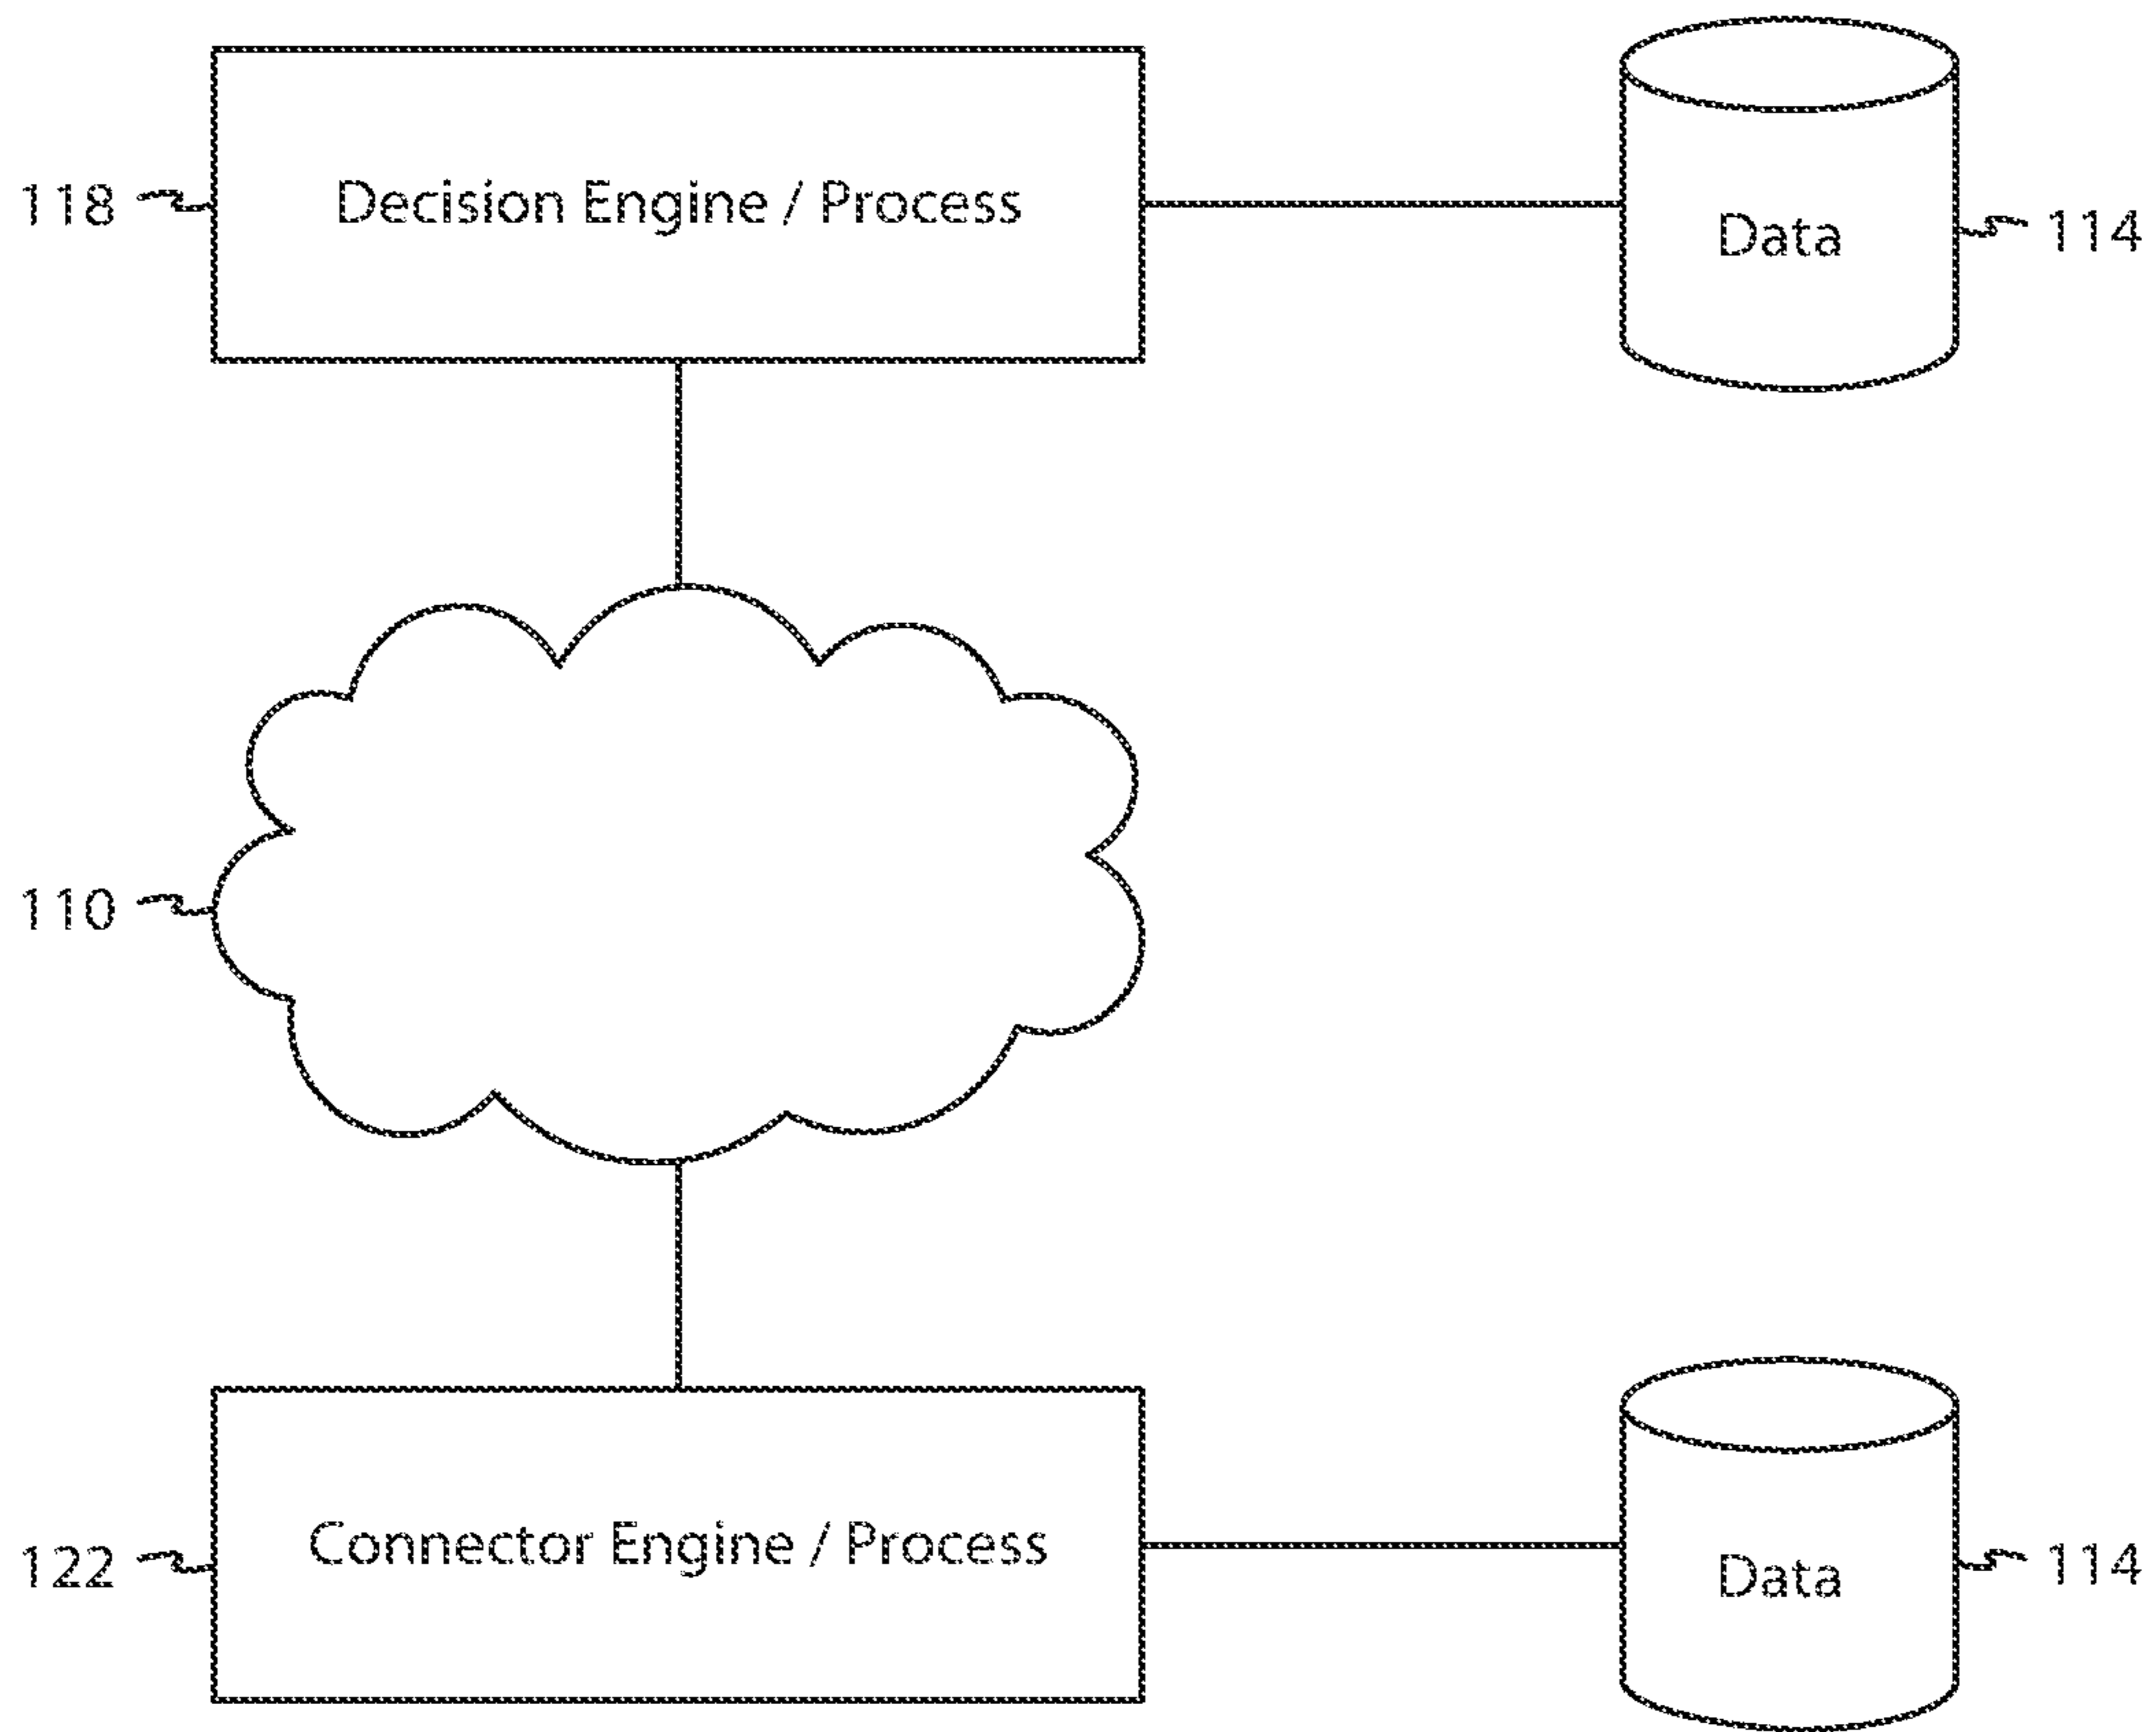 118
Decision Engine / Process
Data
114
110
122
Connector Engine / Process
Data
114